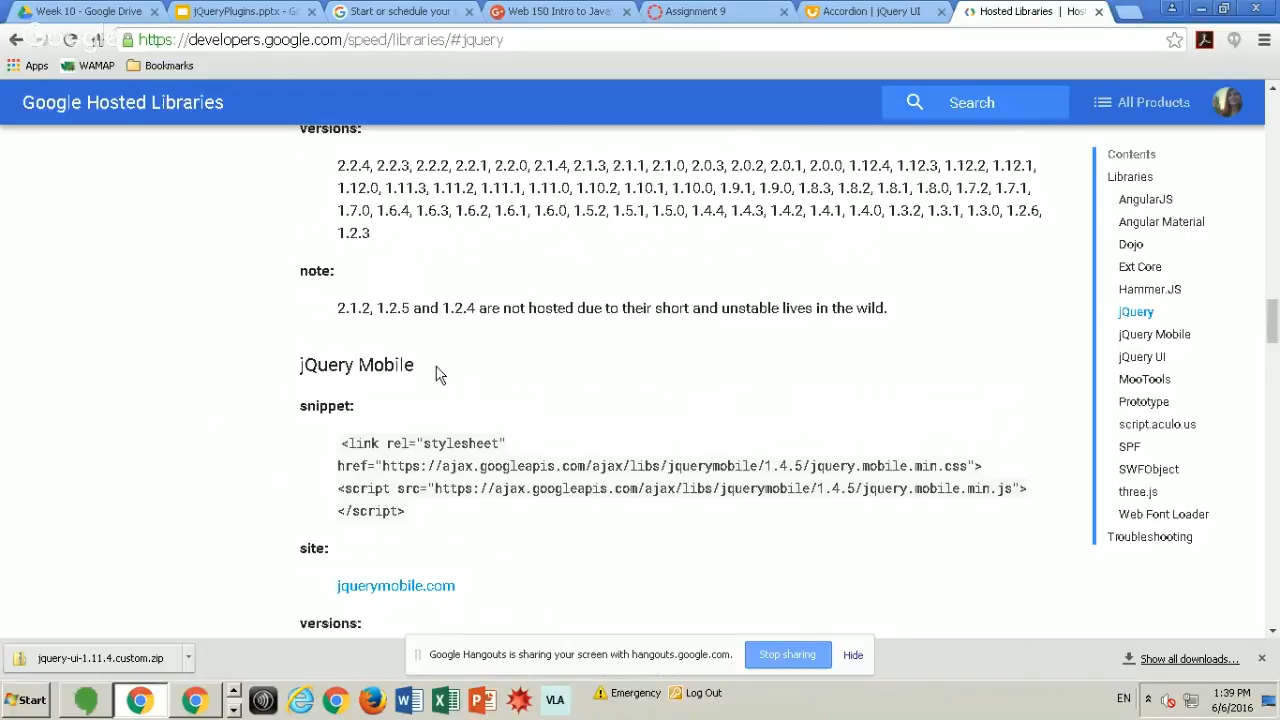 Week 10 - Google Drive
jQueryPlugins.pptx - Goo
Start or schedule your
Web 150 Intro to Java
Assignment 9
Accordion | jQuery UI
Hosted Libraries | Hos
https://developers.google.com/speed/libraries/#jquery
Apps
WAMAP
Bookmarks
Google Hosted Libraries
Search
All Products
versions:
2.2.4, 2.2.3, 2.2.2, 2.2.1, 2.2.0, 2.1.4, 2.1.3, 2.1.1, 2.1.0, 2.0.3, 2.0.2, 2.0.1, 2.0.0, 1.12.4, 1.12.3, 1.12.2, 1.12.1,
1.12.0, 1.11.3, 1.11.2, 1.11.1, 1.11.0, 1.10.2, 1.10.1, 1.10.0, 1.9.1, 1.9.0, 1.8.3, 1.8.2, 1.8.1, 1.8.0, 1.7.2, 1.7.1,
1.7.0, 1.6.4, 1.6.3, 1.6.2, 1.6.1, 1.6.0, 1.5.2, 1.5.1, 1.5.0, 1.4.4, 1.4.3, 1.4.2, 1.4.1, 1.4.0, 1.3.2, 1.3.1, 1.3.0, 1.2.6,
1.2.3
note:
2.1.2, 1.2.5 and 1.2.4 are not hosted due to their short and unstable lives in the wild.
jQuery Mobile
snippet:
<link rel="stylesheet"
href="https://ajax.googleapis.com/ajax/libs/jquerymobile/1.4.5/jquery.mobile.min.css">
<script src="https://ajax.googleapis.com/ajax/libs/jquerymobile/1.4.5/jquery.mobile.min.js">
</script>
site:
jquerymobile.com
versions:
Contents
Libraries
AngularJS
Angular Material
Dojo
Ext Core
Hammer.JS
jQuery
jQuery Mobile
jQuery UI
MooTools
Prototype
script.aculo.us
SPF
SWFObject
three.js
Web Font Loader
Troubleshooting
jquery-ui-1.11.4.custom.zip
Google Hangouts is sharing your screen with hangouts.google.com.
Stop sharing
Hide
Show all downloads...
Start
VLA
Emergency
Log Out
EN
1:39 PM
6/6/2016